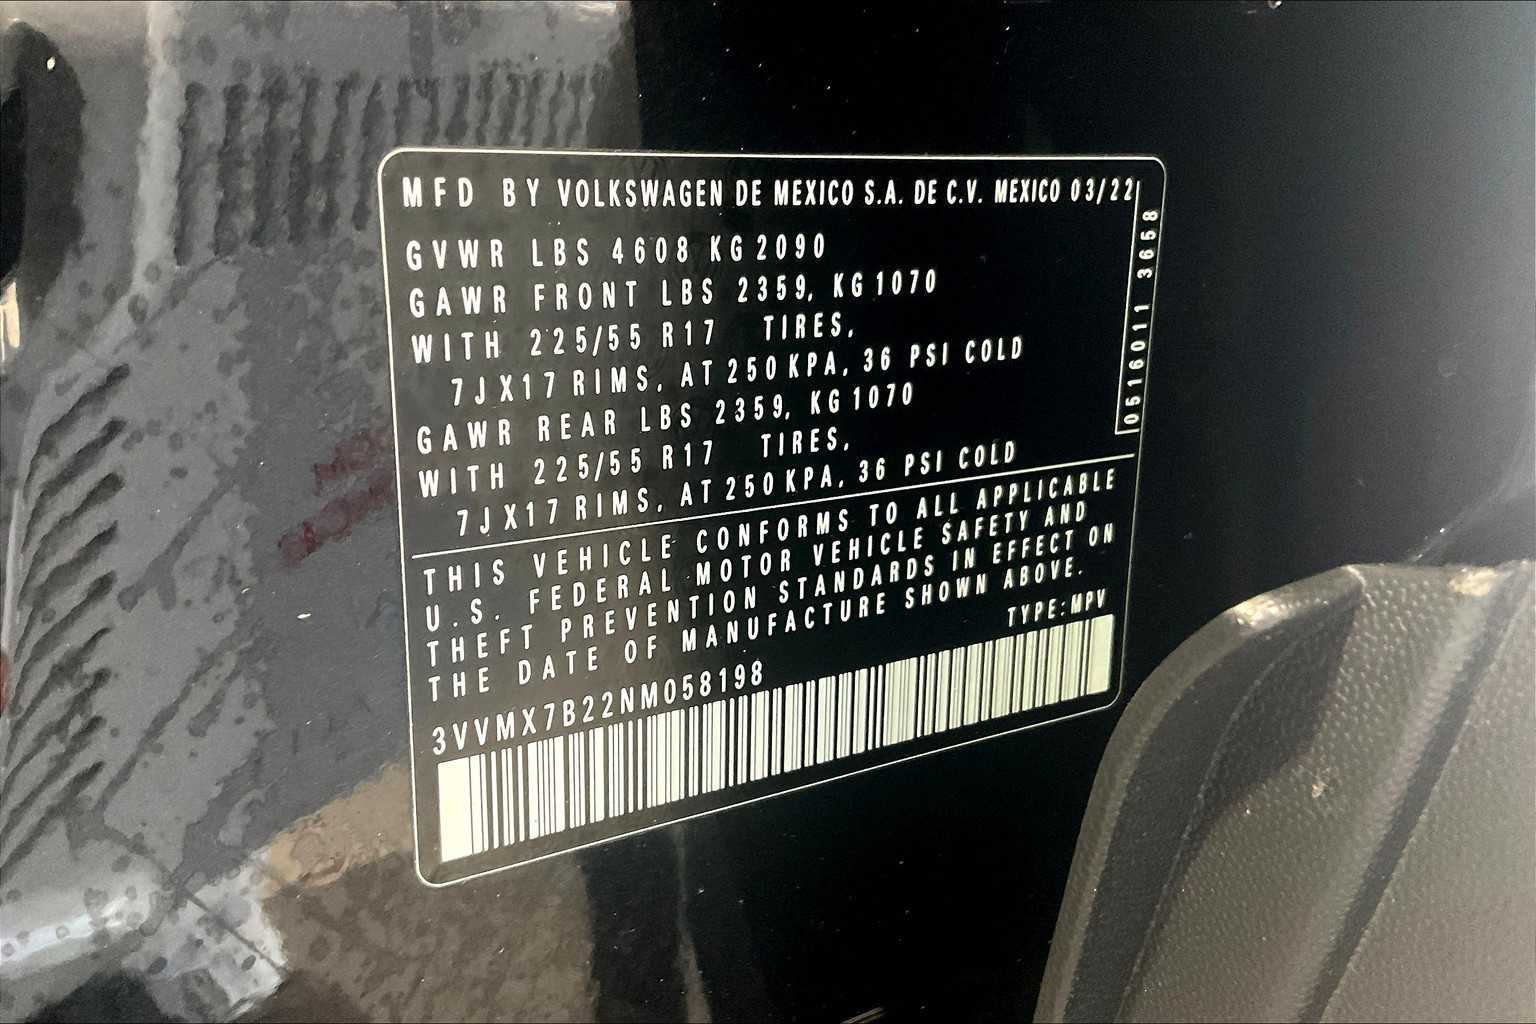 MFD BY VOLKSWAGEN DE MEXICO S.A. DE C.V. MEXICO 03/22
GVWR LBS 4608 KG 2090
GAWR FRONT LBS 2359, KG 1070
WITH 225/55 R17 TIRES,
7J X17 RIMS, AT 250 KPA, 36 PSI COLD
GAWR REAR LBS 2359, KG 1070
WITH 225/55 R17 TIRES,
7J X17 RIMS, AT 250 KPA, 36 PSI COLD
0516011 3658
THIS VEHICLE CONFORMS TO ALL APPLICABLE
U.S. FEDERAL MOTOR VEHICLE SAFETY AND
THEFT PREVENTION STANDARDS IN EFFECT ON
THE DATE OF MANUFACTURE SHOWN ABOVE.
TYPE:MPV
3VVMX7B22NM058198